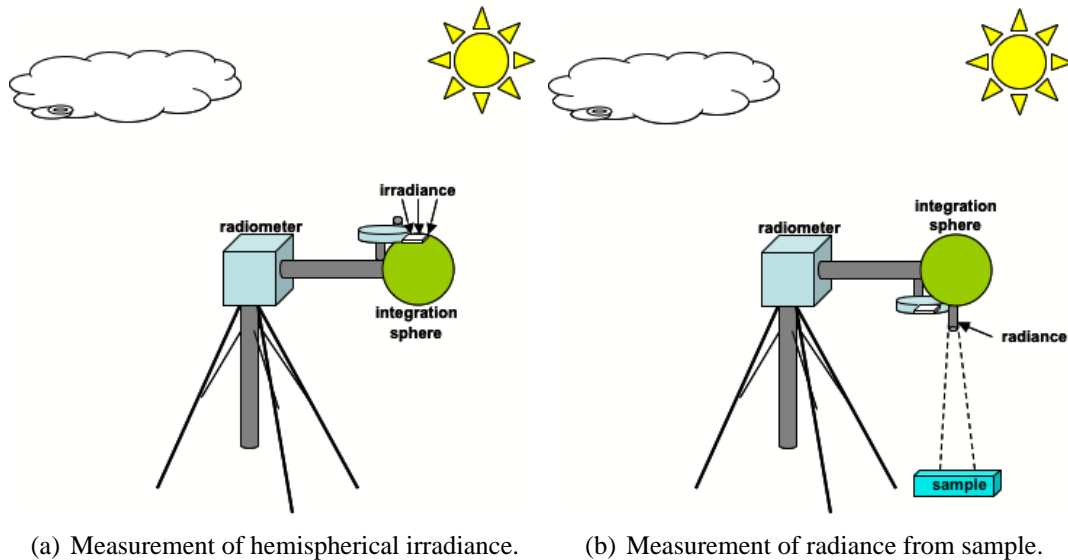 irradiance
radiometer
integration
sphere
(a) Measurement of hemispherical irradiance.
integration
sphere
radiometer
radiance
sample
(b) Measurement of radiance from sample.